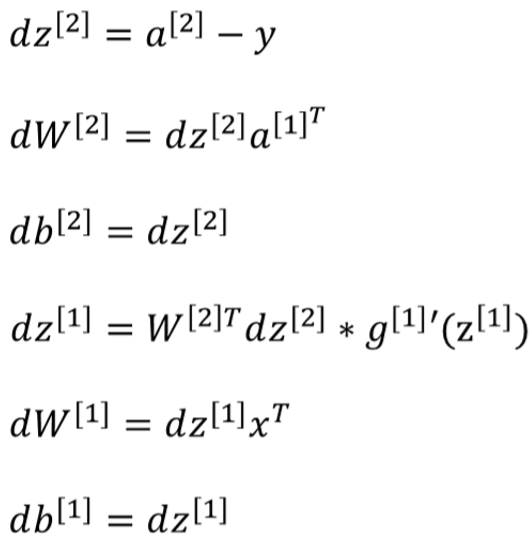 dz^[2] = a^[2] − y
dW^[2] = dz^[2] a^[1]^T
db^[2] = dz^[2]
dz^[1] = W^[2]T dz^[2] ∗ g^[1]′(z^[1])
dW^[1] = dz^[1] x^T
db^[1] = dz^[1]